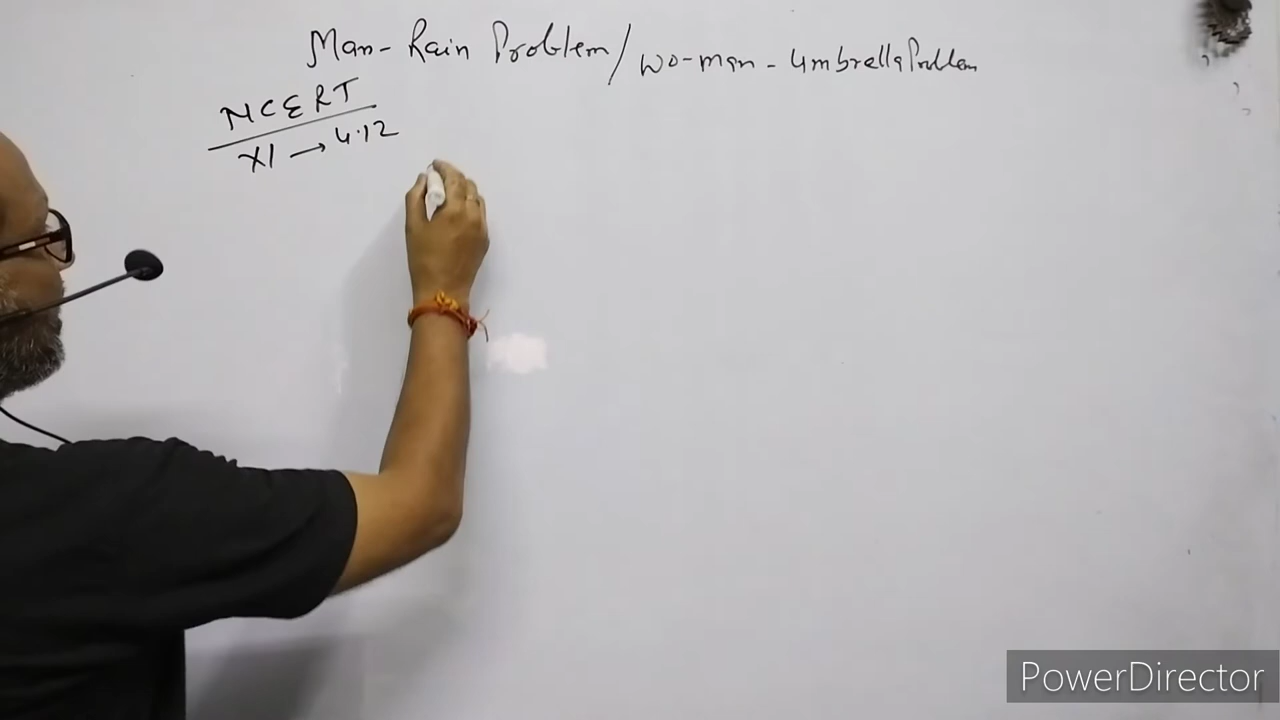 Man-Rain Problem/wo-man-umbrella Problem
NCERT
XI → 4.12
PowerDirector